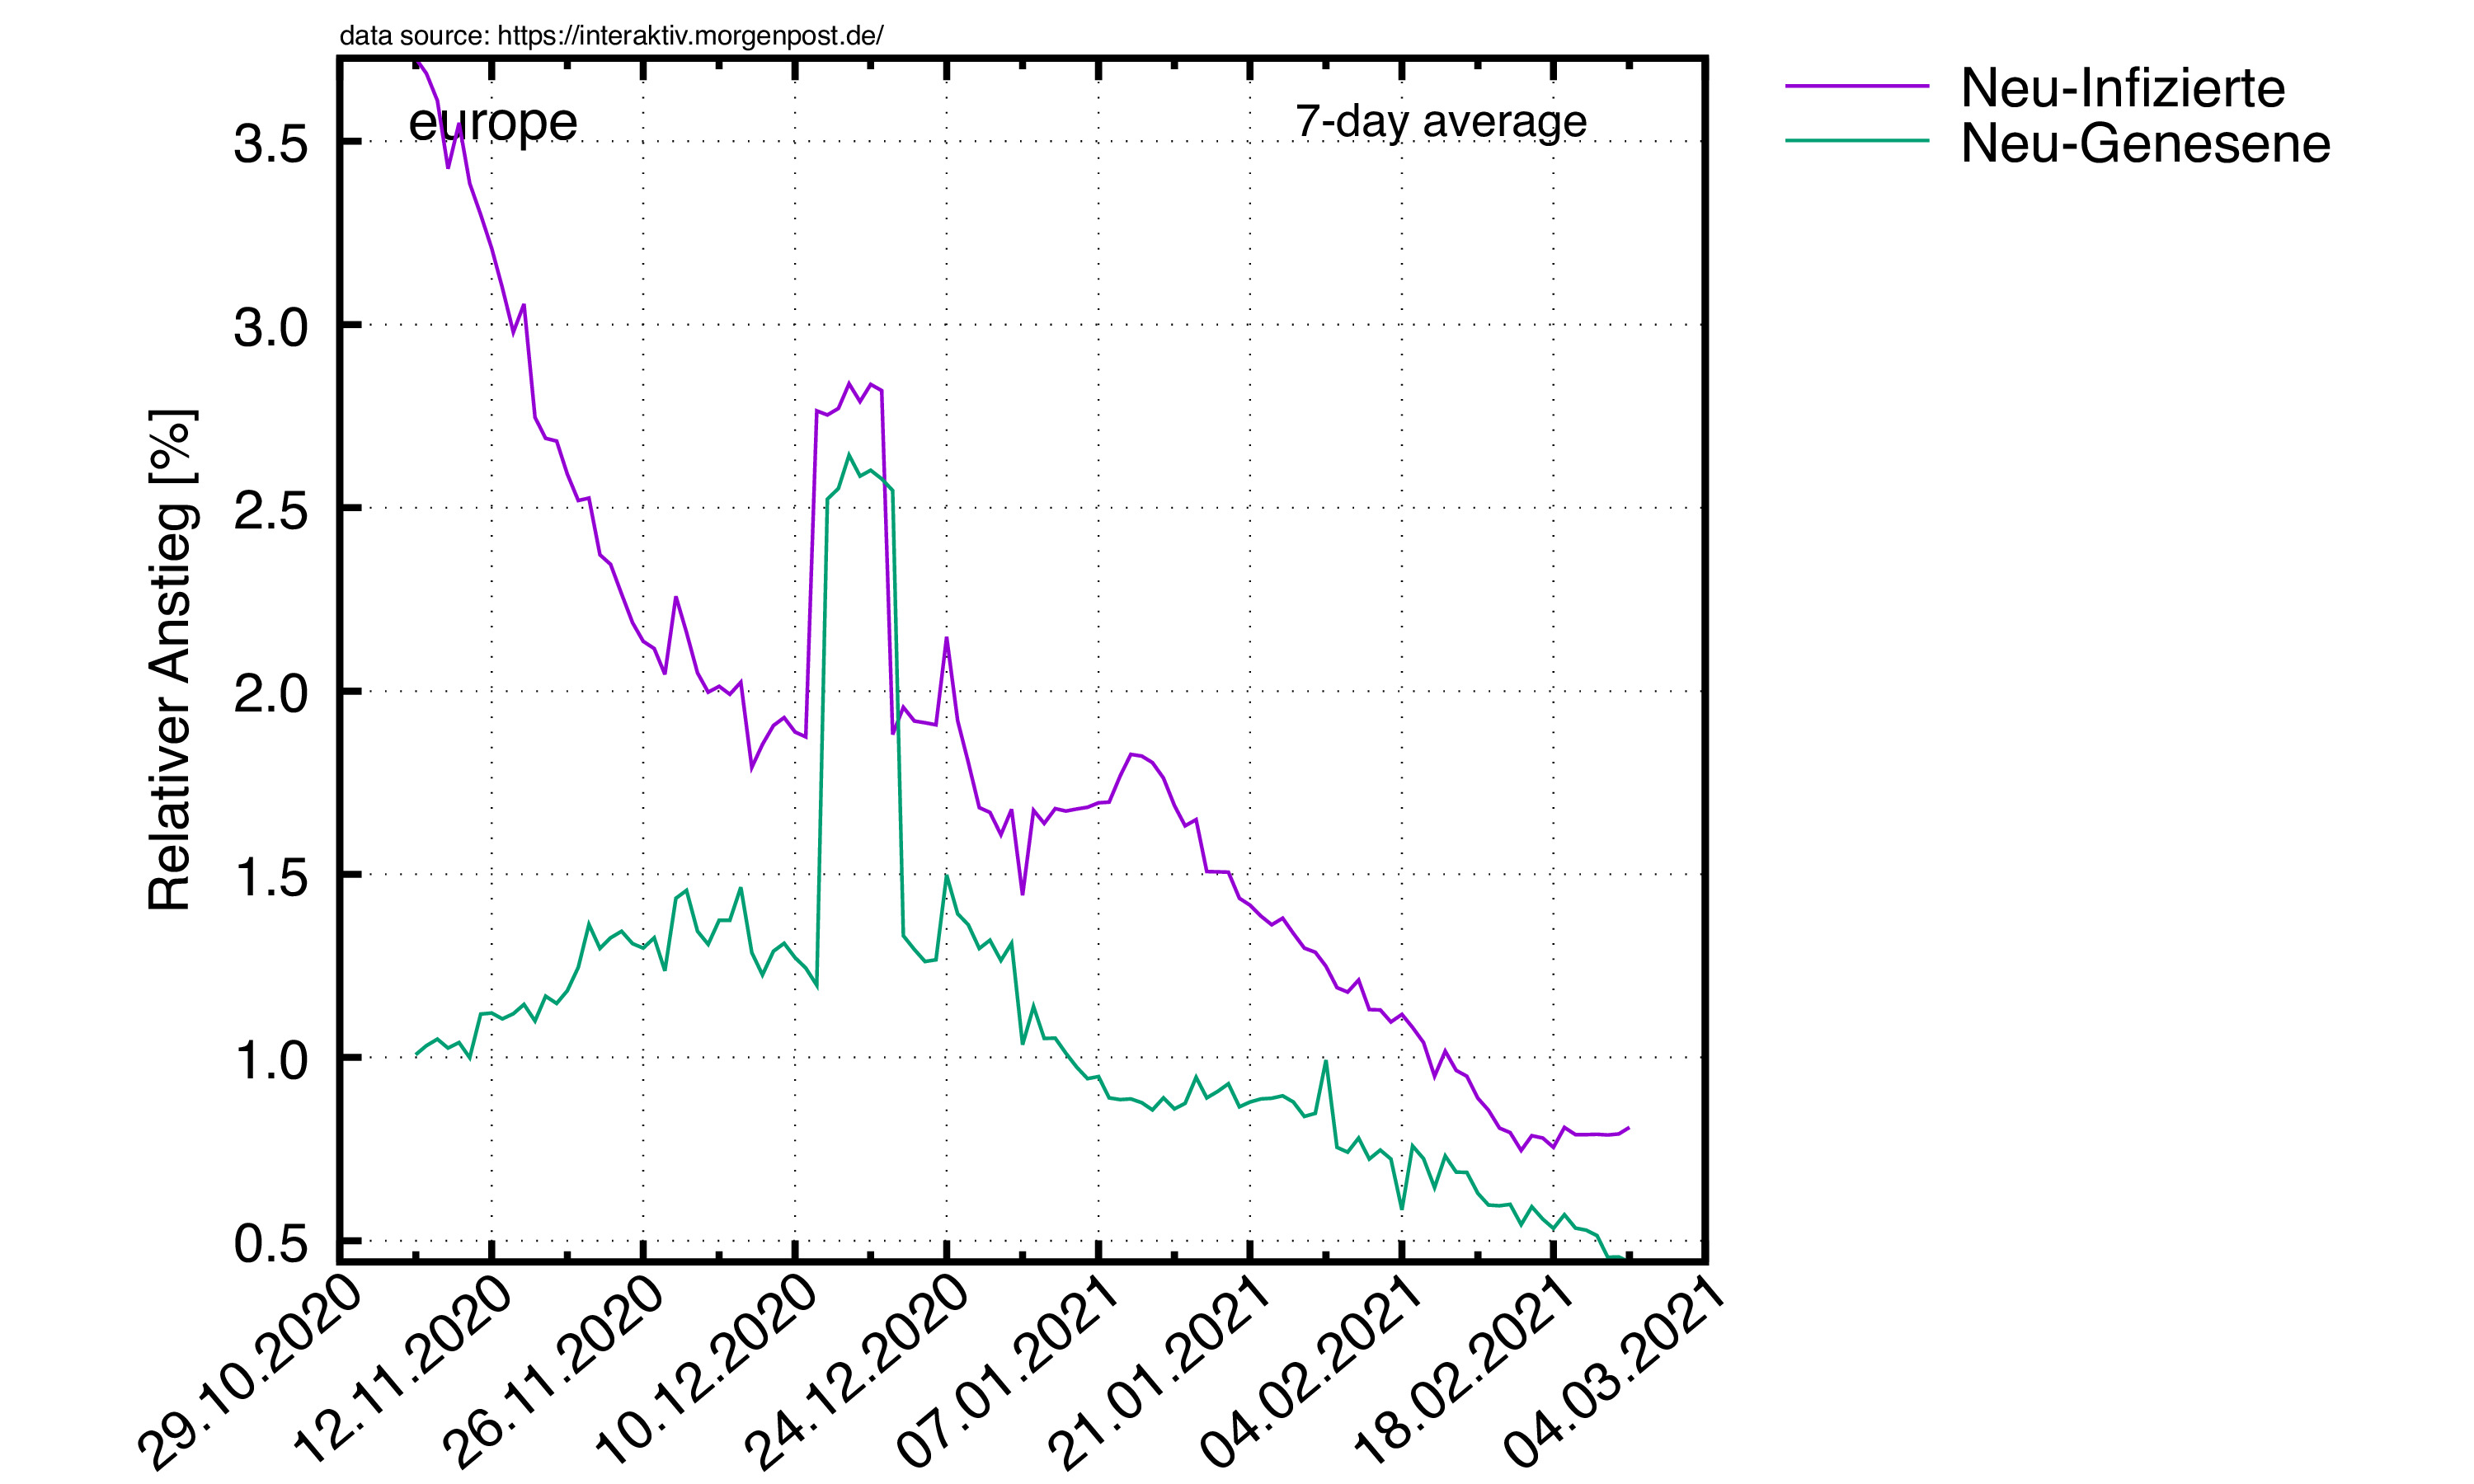 data source: https://interaktiv.morgenpost.de/
europe
7-day average
Neu-Infizierte
Neu-Genesene
Relativer Anstieg [%]
3.5
3.0
2.5
2.0
1.5
1.0
0.5
29.10.2020
12.11.2020
26.11.2020
10.12.2020
24.12.2020
07.01.2021
21.01.2021
04.02.2021
18.02.2021
04.03.2021